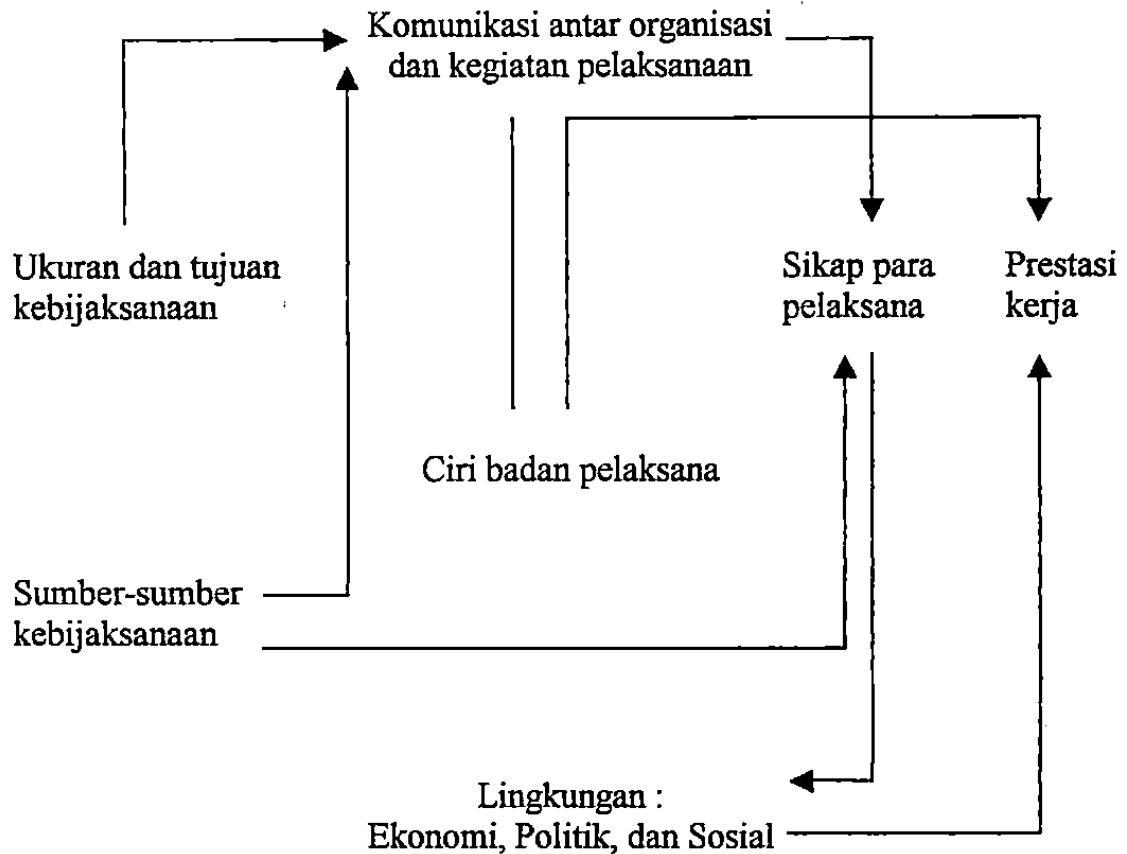 Komunikasi antar organisasi
dan kegiatan pelaksanaan
Ukuran dan tujuan
kebijaksanaan
Sikap para
pelaksana
Prestasi
kerja
Ciri badan pelaksana
Sumber-sumber
kebijaksanaan
Lingkungan :
Ekonomi, Politik, dan Sosial